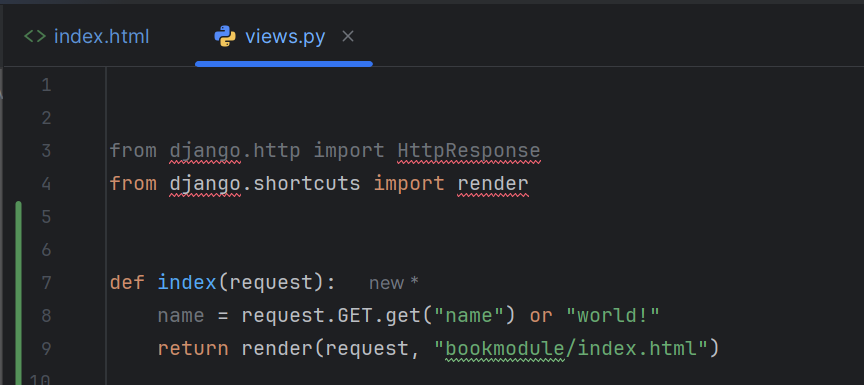 <> index.html views.py ×
1
2
3 from django.http import HttpResponse
4 from django.shortcuts import render
5
6
7 def index(request): new *
8     name = request.GET.get("name") or "world!"
9     return render(request, "bookmodule/index.html")
10